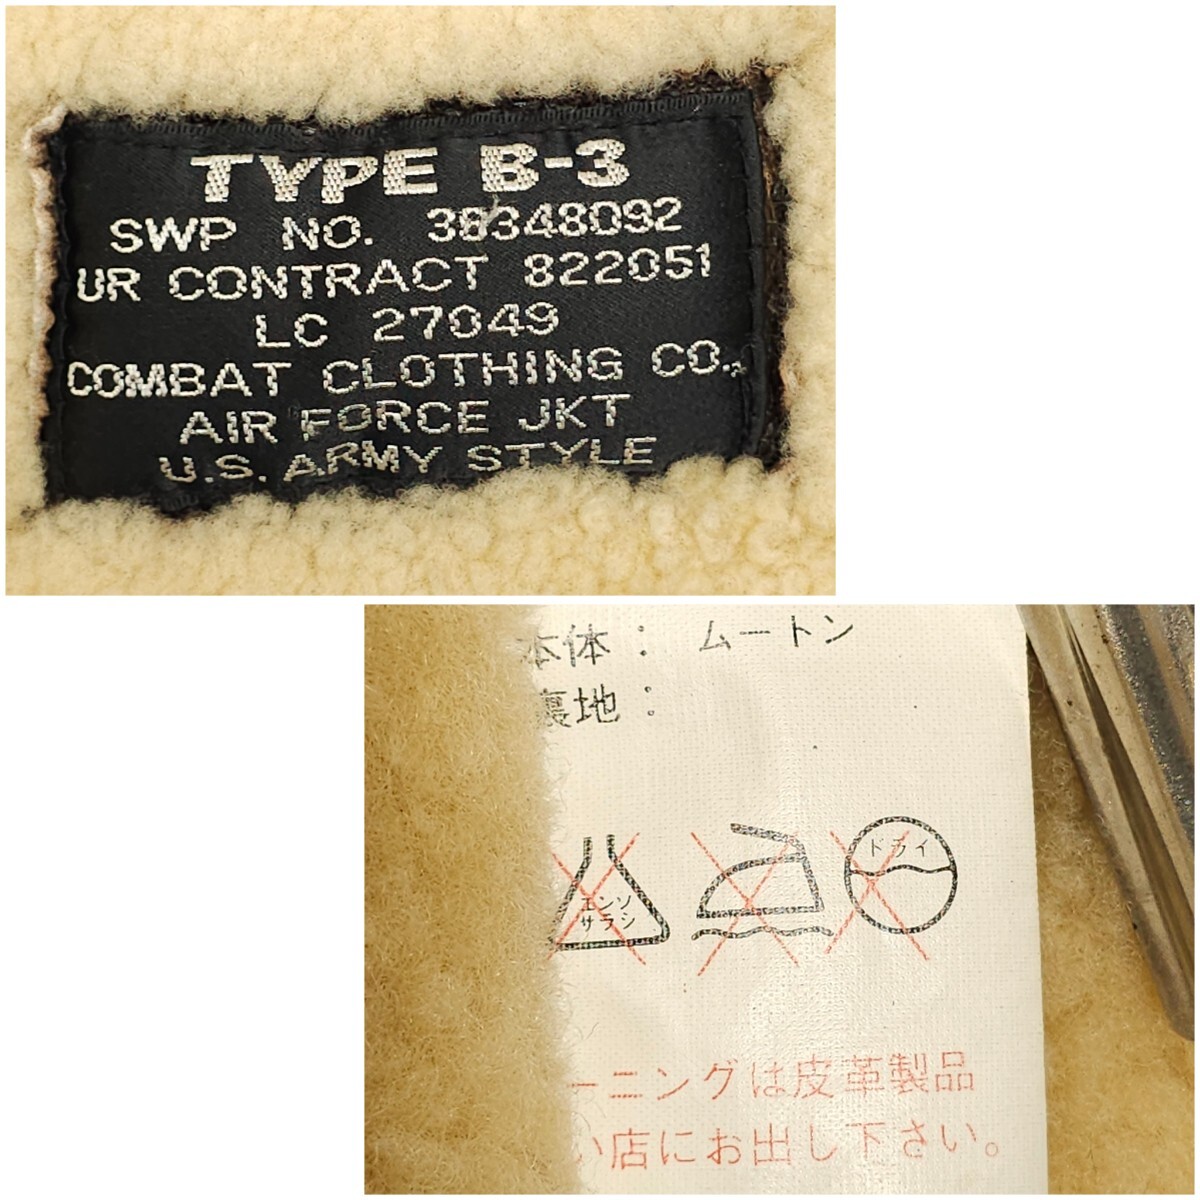 TYPE B-3
SWP NO. 38348092
UR CONTRACT 822051
LC 27049
COMBAT CLOTHING CO.,
AIR FORCE JKT
U.S. ARMY STYLE
本体： ムートン
裏地：
エンソ
サラシ
ドライ
ーニングは皮革製品
い店にお出し下さい。